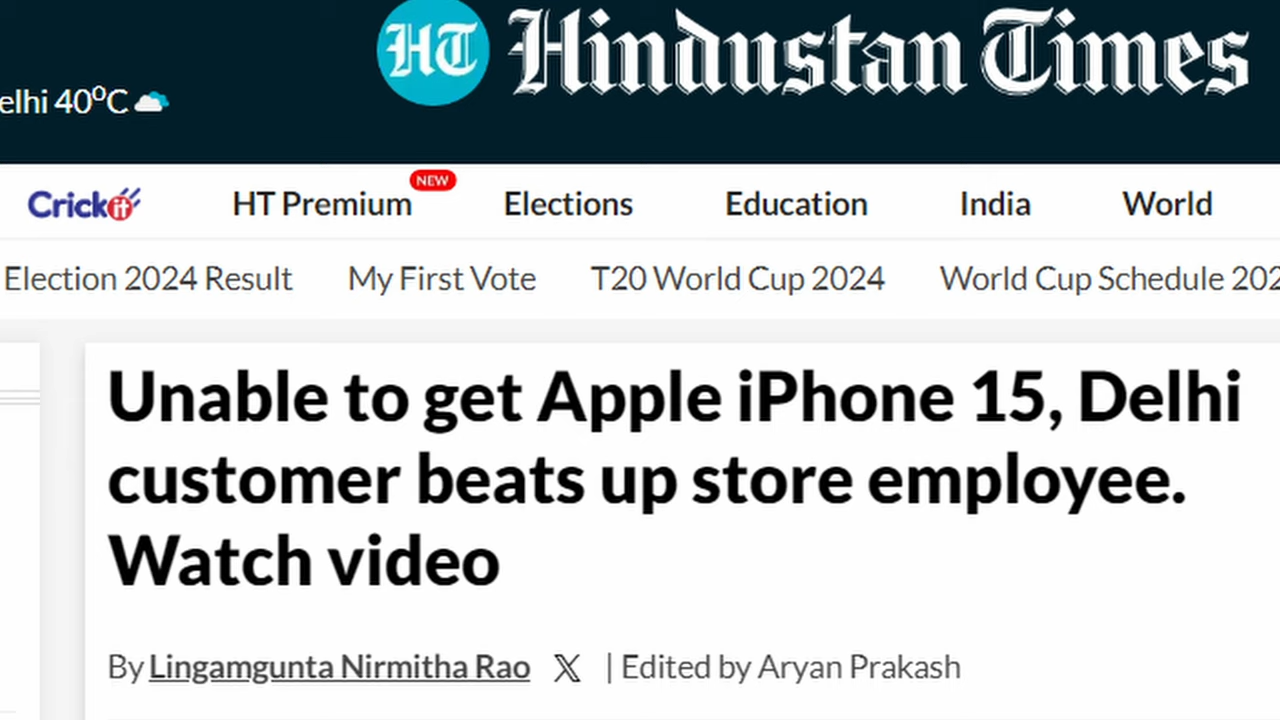 HT Hindustan Times
elhi 40°C
Crickit
HT Premium NEW Elections Education India World
Election 2024 Result My First Vote T20 World Cup 2024 World Cup Schedule 202
Unable to get Apple iPhone 15, Delhi
customer beats up store employee.
Watch video
By Lingamgunta Nirmitha Rao X | Edited by Aryan Prakash